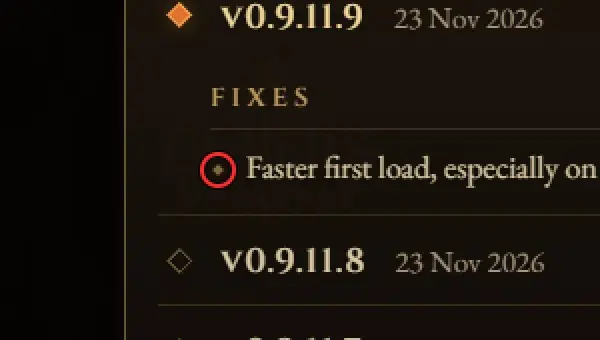 v0.9.11.9 23 Nov 2026
FIXES
Faster first load, especially on
v0.9.11.8 23 Nov 2026